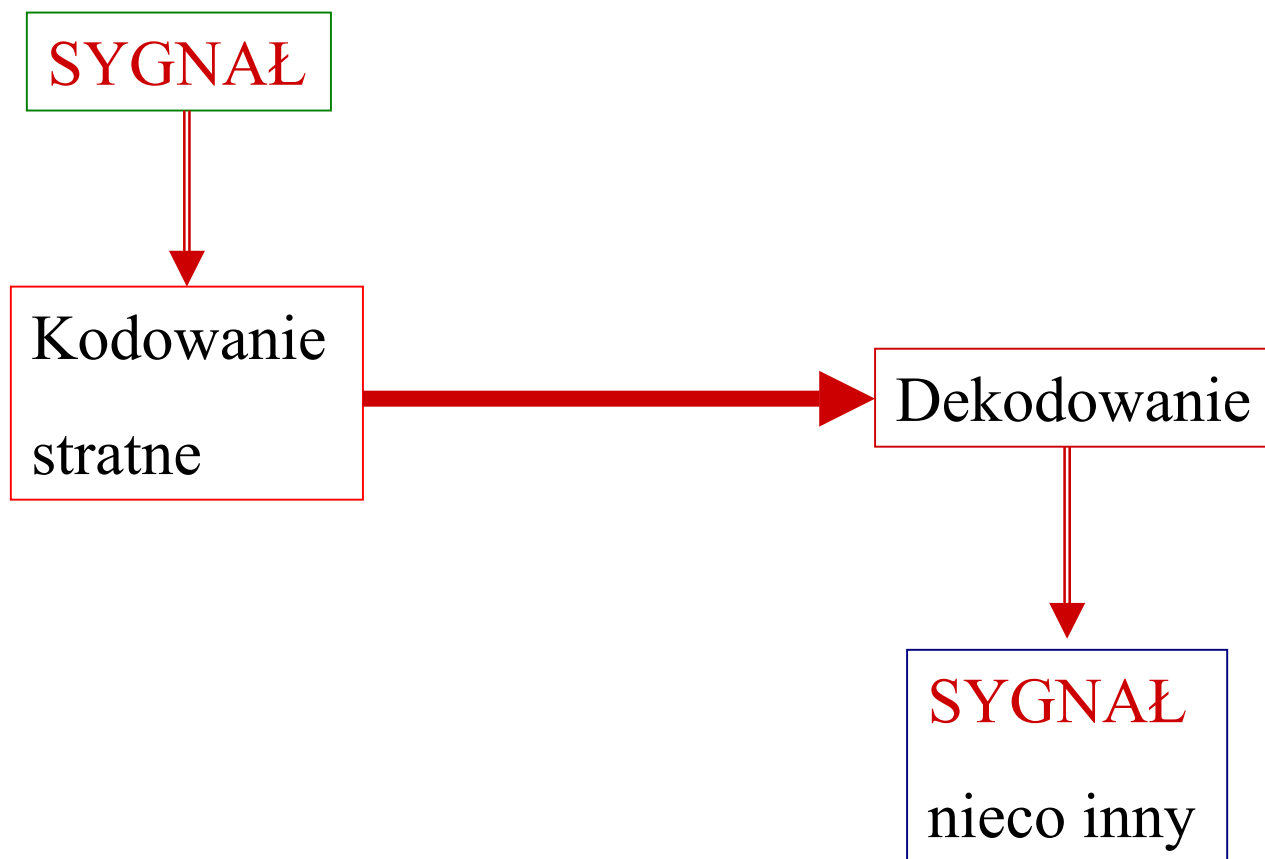 SYGNAŁ
Kodowanie
stratne
Dekodowanie
SYGNAŁ
nieco inny